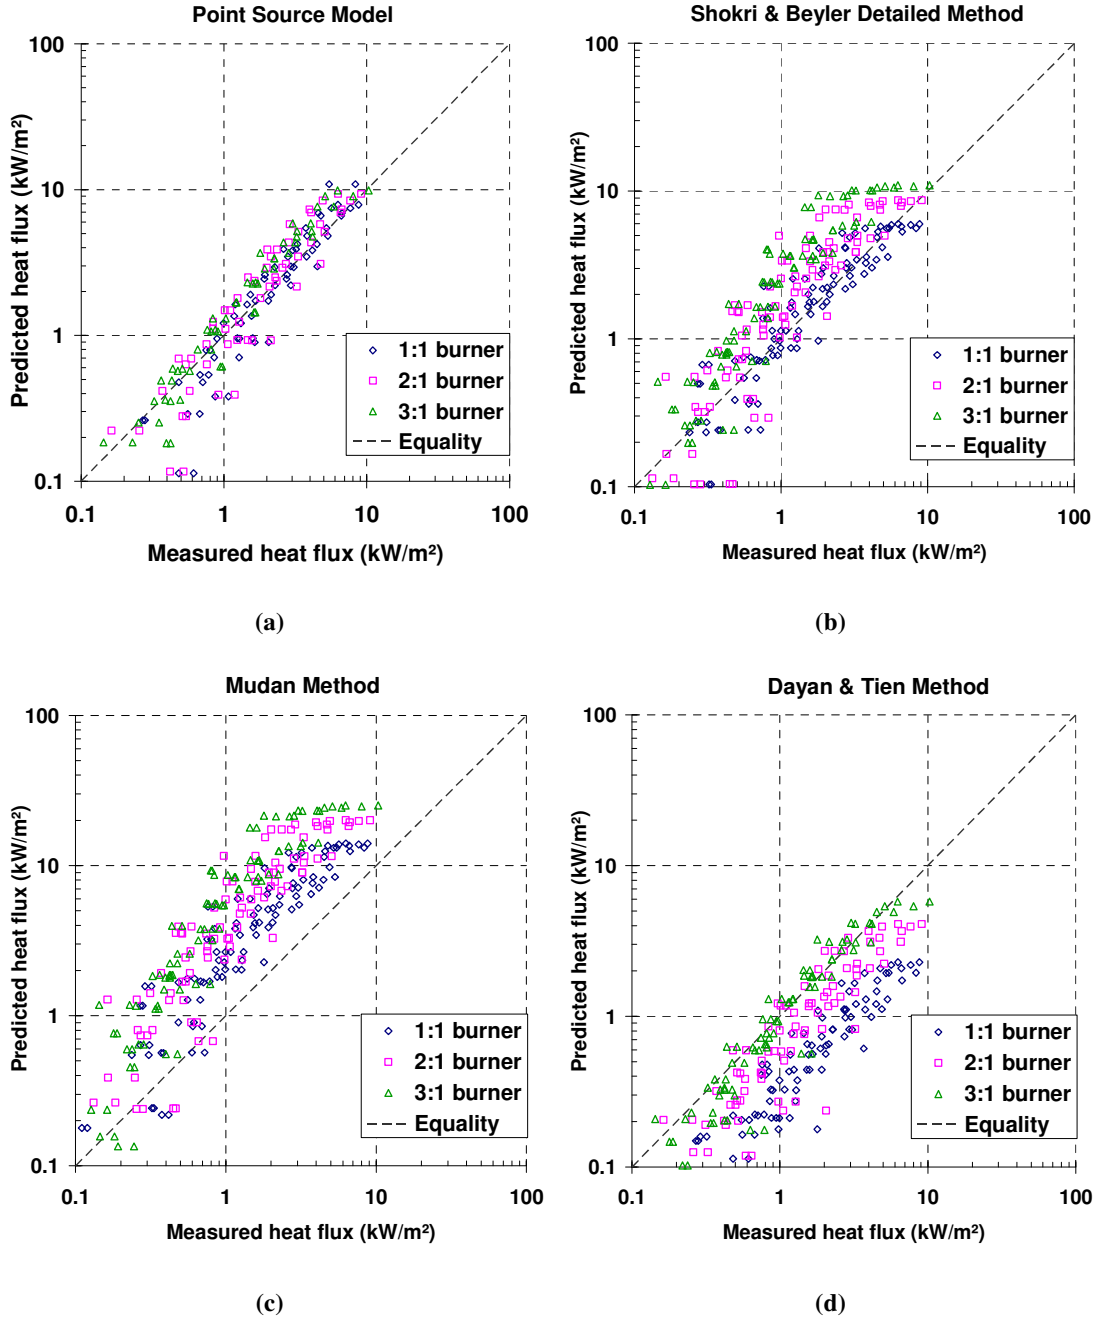 Point Source Model
Predicted heat flux (kW/m²)
100
10
1
0.1
1:1 burner
2:1 burner
3:1 burner
Equality
0.1 1 10 100
Measured heat flux (kW/m²)
(a)
Shokri & Beyler Detailed Method
Predicted heat flux (kW/m²)
100
10
1
0.1
1:1 burner
2:1 burner
3:1 burner
Equality
0.1 1 10 100
Measured heat flux (kW/m²)
(b)
Mudan Method
Predicted heat flux (kW/m²)
100
10
1
0.1
1:1 burner
2:1 burner
3:1 burner
Equality
0.1 1 10 100
Measured heat flux (kW/m²)
(c)
Dayan & Tien Method
Predicted heat flux (kW/m²)
100
10
1
0.1
1:1 burner
2:1 burner
3:1 burner
Equality
0.1 1 10 100
Measured heat flux (kW/m²)
(d)